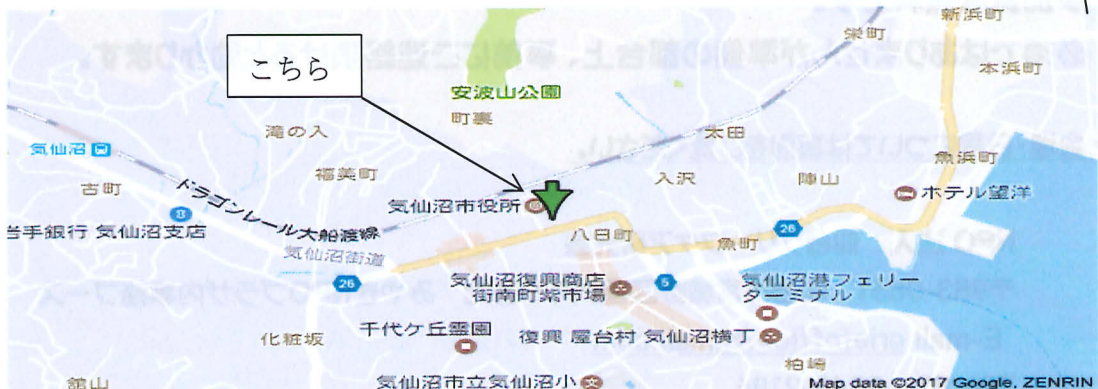 新浜町
栄町
本浜町
こちら
安波山公園
町裏
滝の入
太田
気仙沼
魚浜町
福美町
入沢
陣山
古町
ホテル望洋
気仙沼市役所
ドラゴンレール大船渡線
岩手銀行 気仙沼支店
八日町
魚町
26
気仙沼街道
気仙沼復興商店
街南町紫市場
5
気仙沼港フェリー
ターミナル
26
千代ケ丘霊園
復興 屋台村 気仙沼横丁
化粧坂
柏崎
舘山
気仙沼市立気仙沼小
Map data ©2017 Google, ZENRIN